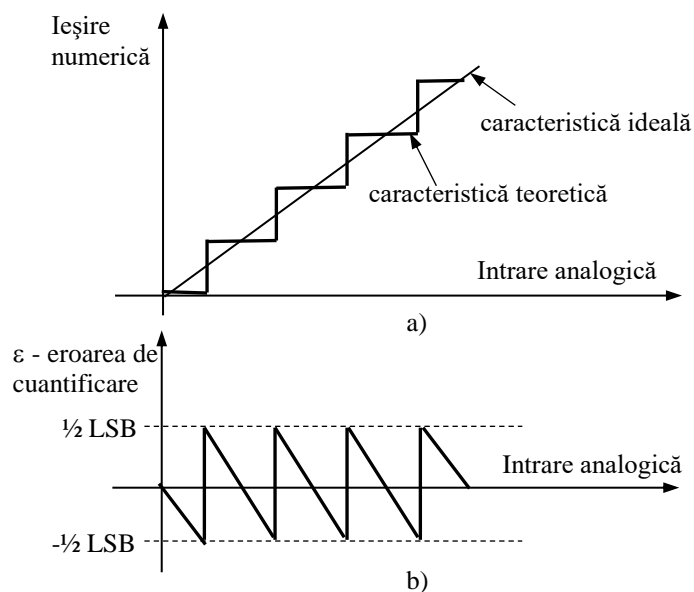 Ieşire
numerică
caracteristică ideală
caracteristică teoretică
Intrare analogică
a)
ε - eroarea de
cuantificare
½ LSB
Intrare analogică
-½ LSB
b)